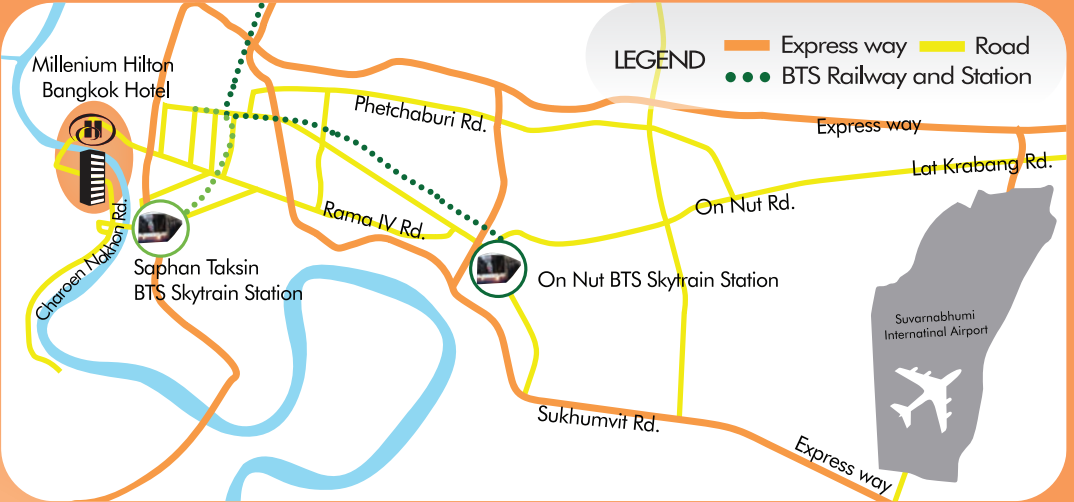 LEGEND
Express way
Road
BTS Railway and Station
Millenium Hilton
Bangkok Hotel
H
Phetchaburi Rd.
Express way
Lat Krabang Rd.
On Nut Rd.
Rama IV Rd.
Charoen Nakhon Rd.
Saphan Taksin
BTS Skytrain Station
On Nut BTS Skytrain Station
Suvarnabhumi
Internatinal Airport
Sukhumvit Rd.
Express way